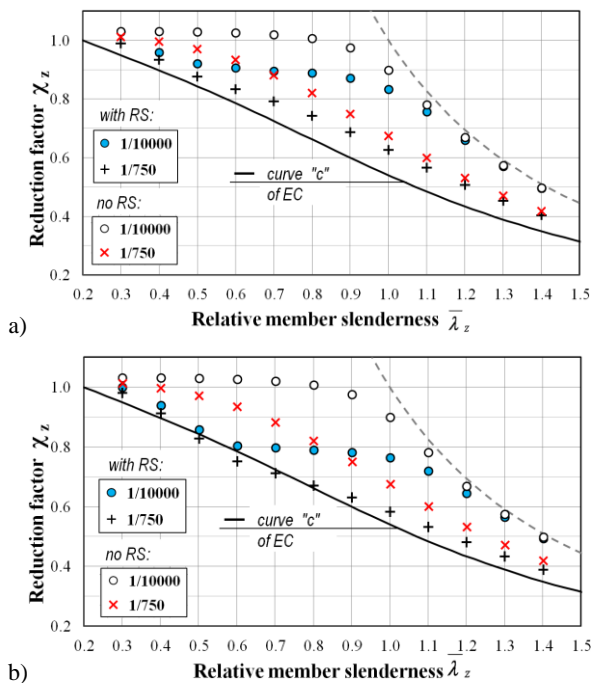 a)
Reduction factor χ z
1.0
0.8
0.6
0.4
0.2
with RS:
1/10000
1/750
no RS:
1/10000
1/750
curve "c"
of EC
0.2 0.3 0.4 0.5 0.6 0.7 0.8 0.9 1.0 1.1 1.2 1.3 1.4 1.5
Relative member slenderness λ̅ z
b)
Reduction factor χ z
1.0
0.8
0.6
0.4
0.2
with RS:
1/10000
1/750
no RS:
1/10000
1/750
curve "c"
of EC
0.2 0.3 0.4 0.5 0.6 0.7 0.8 0.9 1.0 1.1 1.2 1.3 1.4 1.5
Relative member slenderness λ̅ z